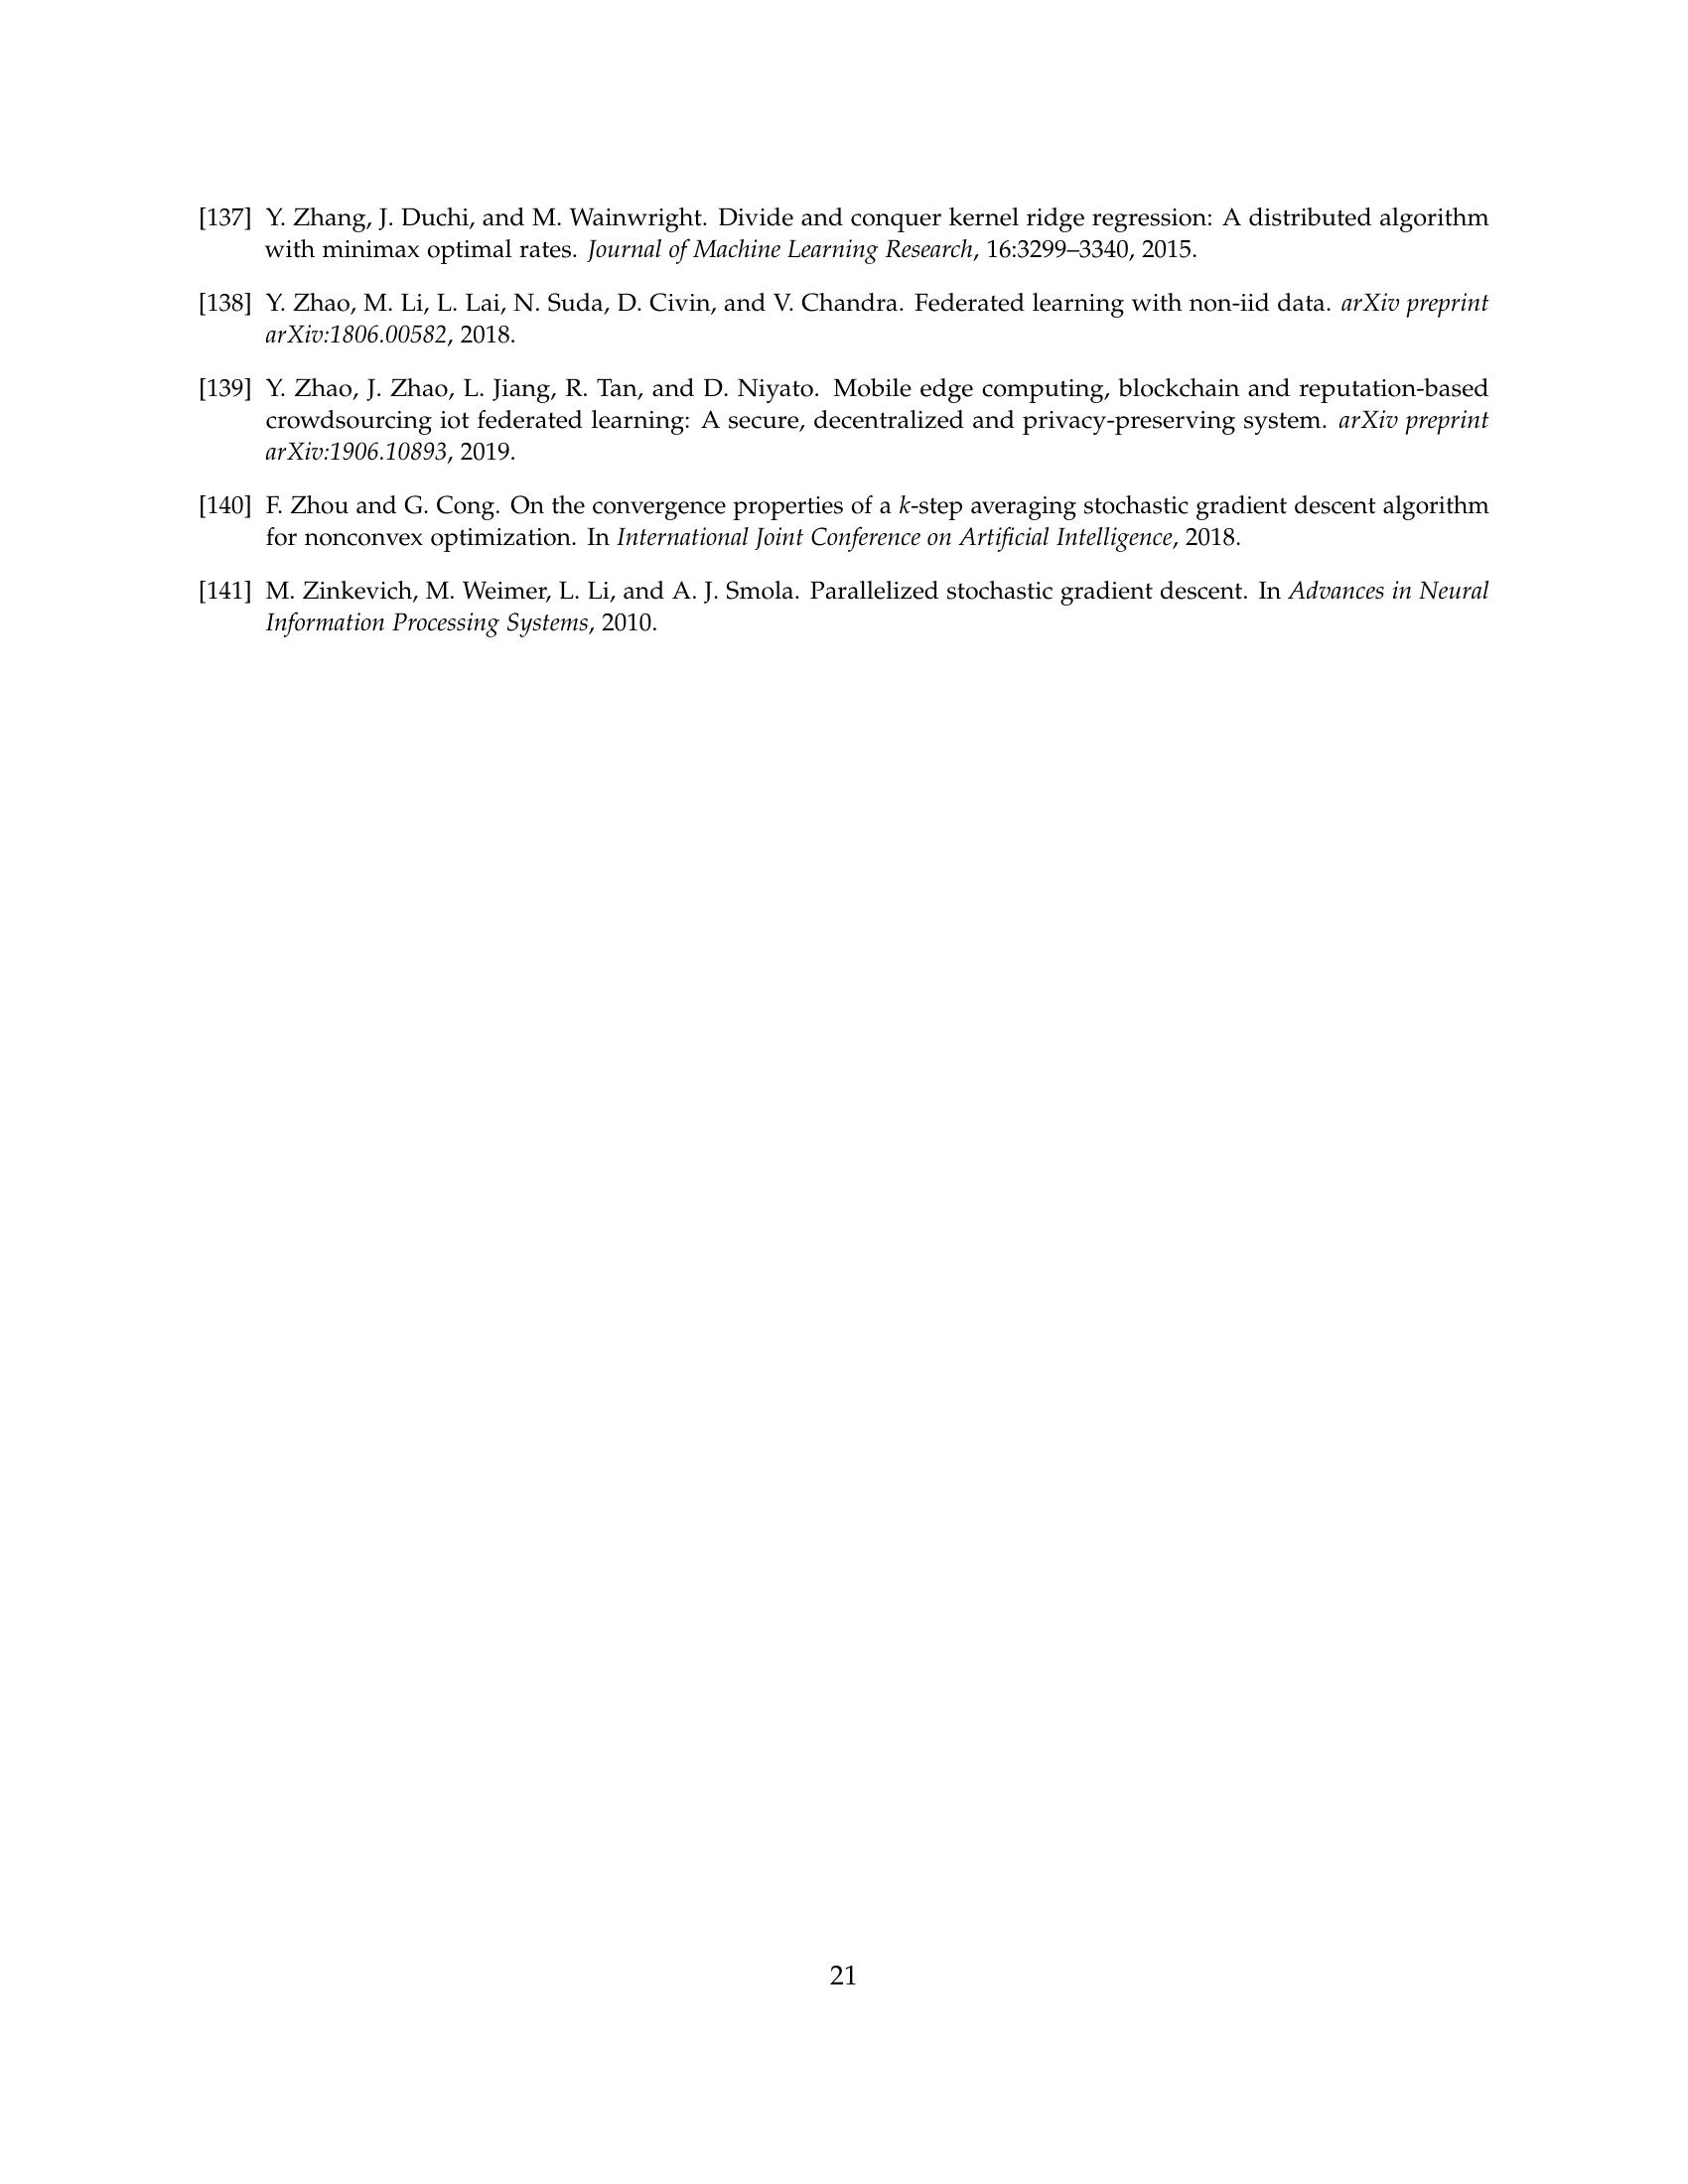 [137] Y. Zhang, J. Duchi, and M. Wainwright. Divide and conquer kernel ridge regression: A distributed algorithm
with minimax optimal rates. Journal of Machine Learning Research, 16:3299–3340, 2015.
[138] Y. Zhao, M. Li, L. Lai, N. Suda, D. Civin, and V. Chandra. Federated learning with non-iid data. arXiv preprint
arXiv:1806.00582, 2018.
[139] Y. Zhao, J. Zhao, L. Jiang, R. Tan, and D. Niyato. Mobile edge computing, blockchain and reputation-based
crowdsourcing iot federated learning: A secure, decentralized and privacy-preserving system. arXiv preprint
arXiv:1906.10893, 2019.
[140] F. Zhou and G. Cong. On the convergence properties of a k-step averaging stochastic gradient descent algorithm
for nonconvex optimization. In International Joint Conference on Artificial Intelligence, 2018.
[141] M. Zinkevich, M. Weimer, L. Li, and A. J. Smola. Parallelized stochastic gradient descent. In Advances in Neural
Information Processing Systems, 2010.
21